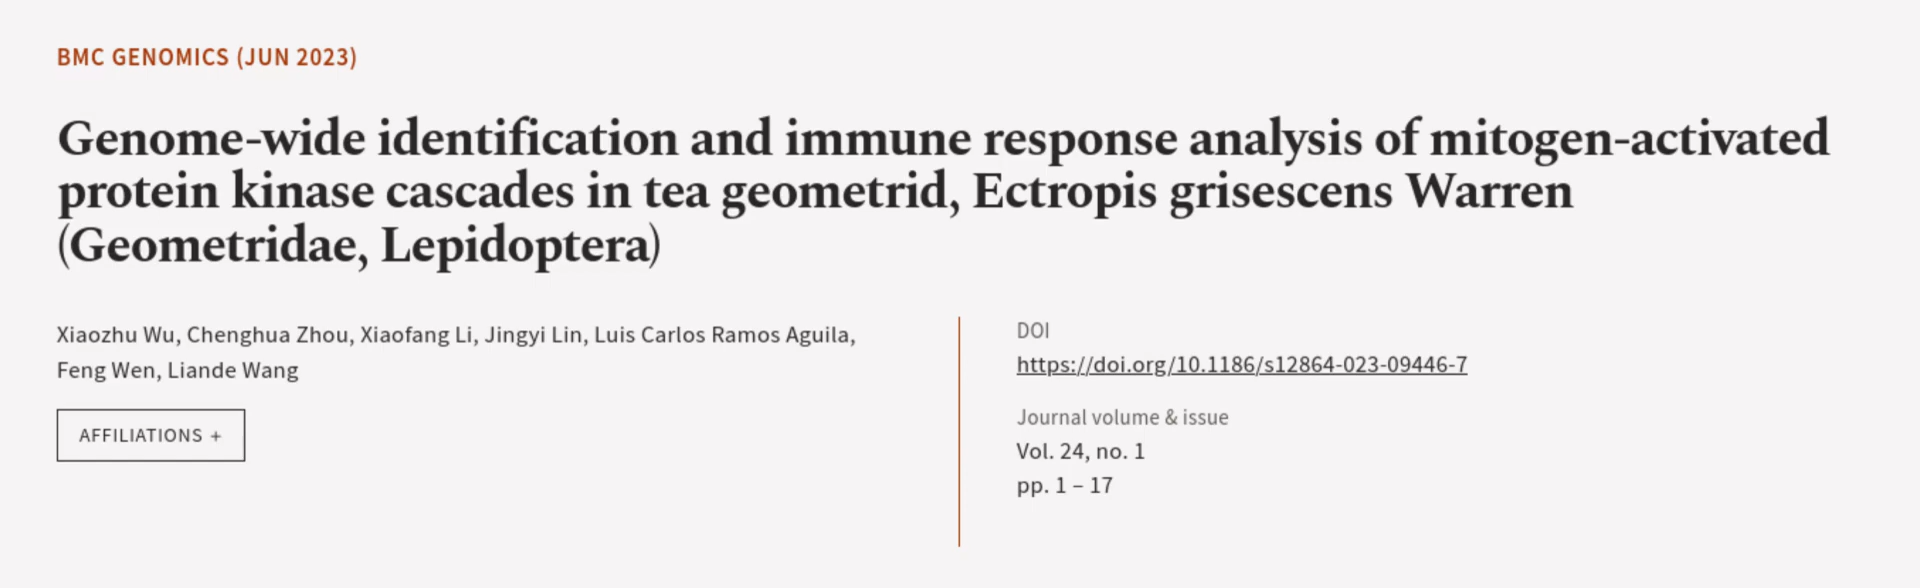 BMC GENOMICS (JUN 2023)
Genome-wide identification and immune response analysis of mitogen-activated
protein kinase cascades in tea geometrid, Ectropis grisescens Warren
(Geometridae, Lepidoptera)
Xiaozhu Wu, Chenghua Zhou, Xiaofang Li, Jingyi Lin, Luis Carlos Ramos Aguila,
Feng Wen, Liande Wang
AFFILIATIONS +
DOI
https://doi.org/10.1186/s12864-023-09446-7
Journal volume & issue
Vol. 24, no. 1
pp. 1 – 17